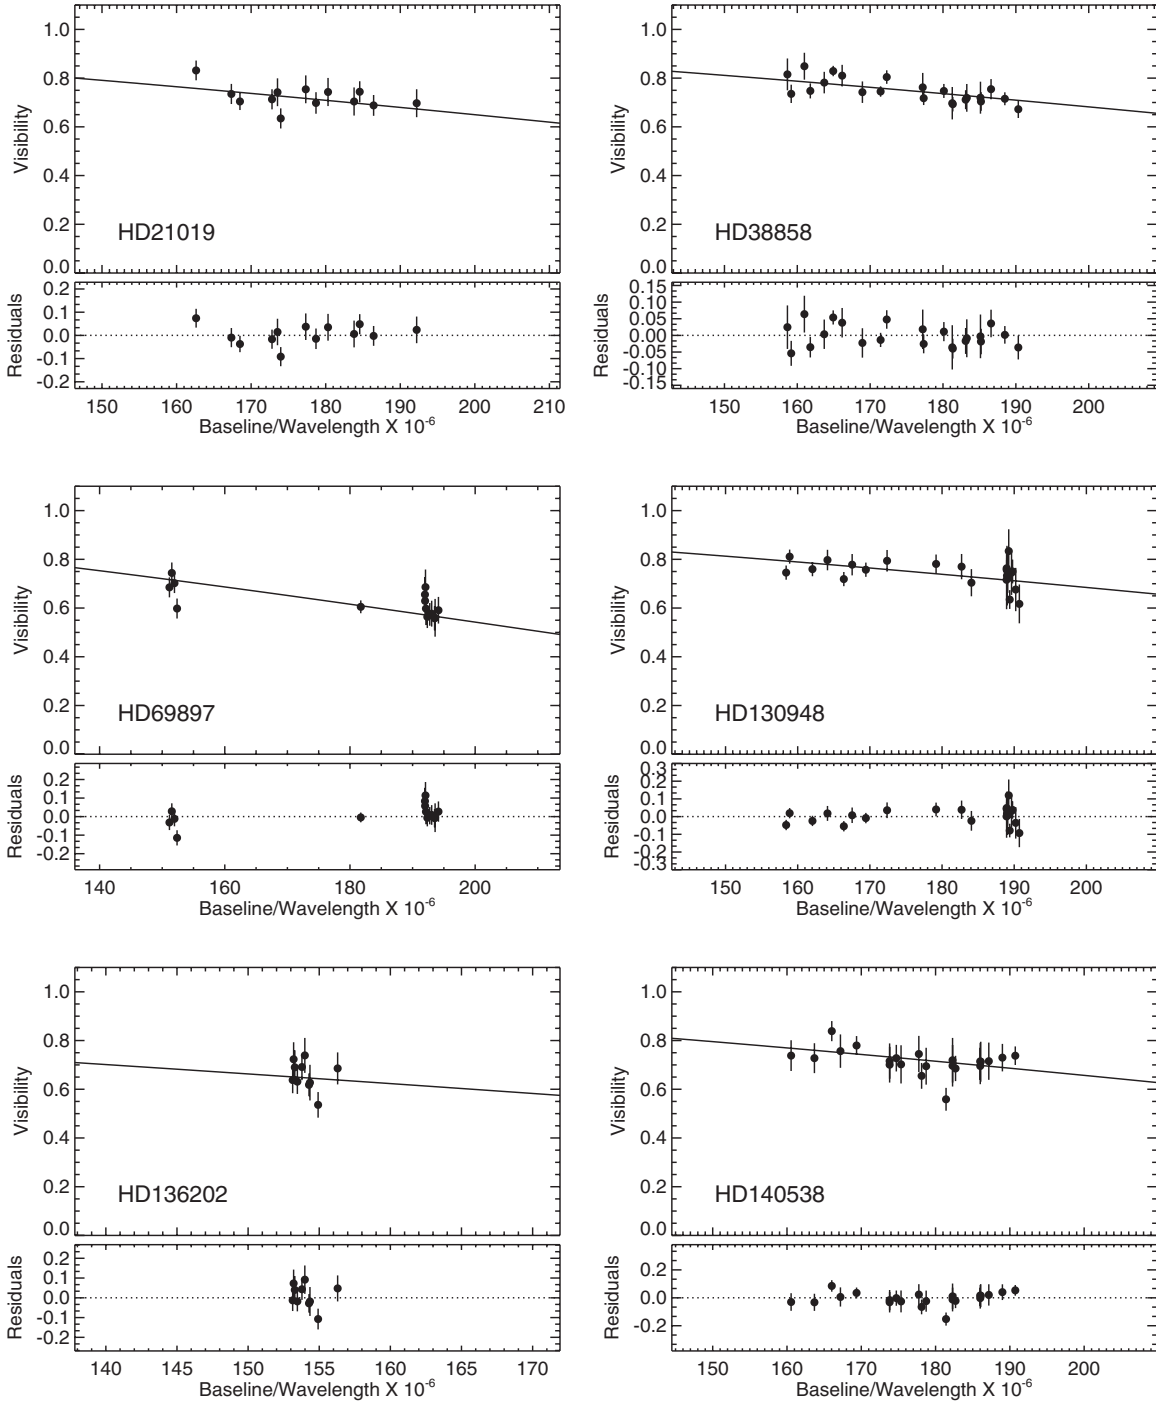 1.0
0.8
0.6
0.4
0.2
0.0
Visibility
HD21019
0.2
0.1
0.0
-0.1
-0.2
Residuals
150 160 170 180 190 200 210
Baseline/Wavelength X 10-6
1.0
0.8
0.6
0.4
0.2
0.0
Visibility
HD38858
0.15
0.10
0.05
0.00
-0.05
-0.10
-0.15
Residuals
150 160 170 180 190 200
Baseline/Wavelength X 10-6
1.0
0.8
0.6
0.4
0.2
0.0
Visibility
HD69897
0.2
0.1
0.0
-0.1
-0.2
Residuals
140 160 180 200
Baseline/Wavelength X 10-6
1.0
0.8
0.6
0.4
0.2
0.0
Visibility
HD130948
0.3
0.2
0.1
0.0
-0.1
-0.2
-0.3
Residuals
150 160 170 180 190 200
Baseline/Wavelength X 10-6
1.0
0.8
0.6
0.4
0.2
0.0
Visibility
HD136202
0.2
0.1
0.0
-0.1
-0.2
Residuals
140 145 150 155 160 165 170
Baseline/Wavelength X 10-6
1.0
0.8
0.6
0.4
0.2
0.0
Visibility
HD140538
0.2
0.0
-0.2
Residuals
150 160 170 180 190 200
Baseline/Wavelength X 10-6